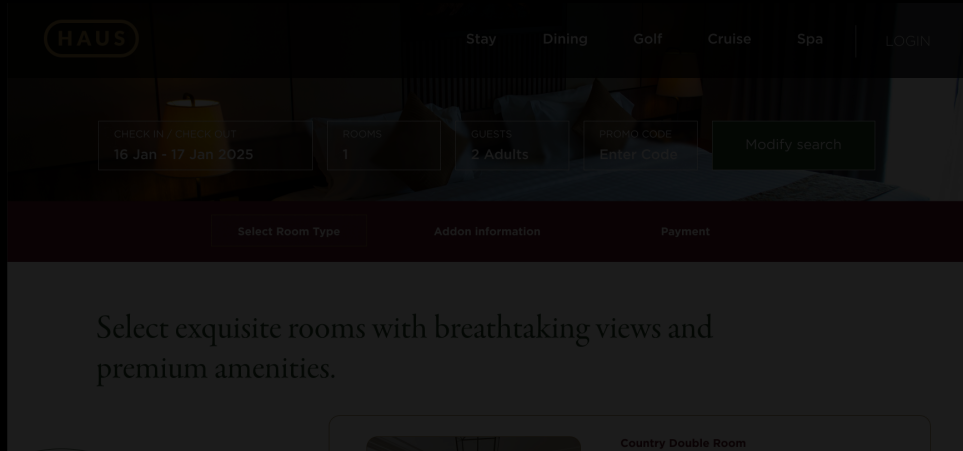 HAUS
Stay Dining Golf Cruise Spa LOGIN
CHECK IN / CHECK OUT ROOMS GUESTS PROMO CODE
16 Jan - 17 Jan 2025 1 2 Adults Enter Code
Modify search
Select Room Type Addon Information Payment
Select exquisite rooms with breathtaking views and
premium amenities.
Country Double Room